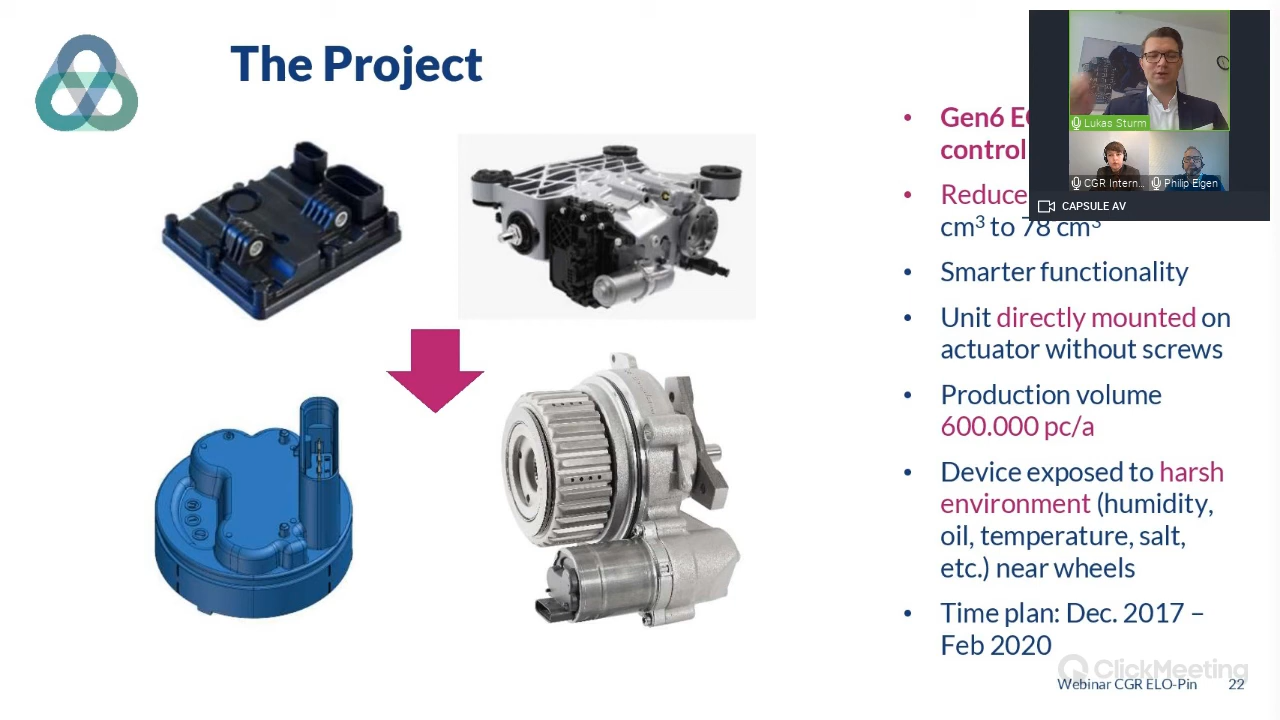 The Project
Gen6
control
Reduce
cm³ to 78 cm³
Smarter functionality
Unit directly mounted on
actuator without screws
Production volume
600.000 pc/a
Device exposed to harsh
environment (humidity,
oil, temperature, salt,
etc.) near wheels
Time plan: Dec. 2017 –
Feb 2020
Lukas Sturm
CGR Intern... Philip Elgen
CAPSULE AV
ClickMeeting
Webinar CGR ELO-Pin 22